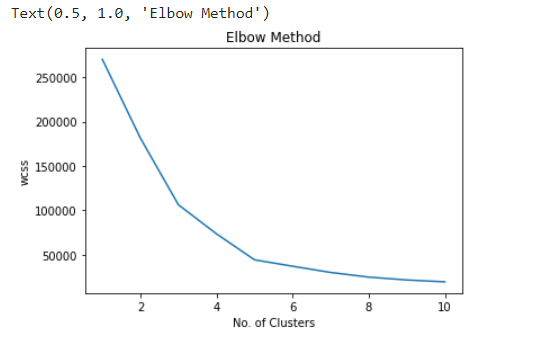 Text(0.5, 1.0, 'Elbow Method')
Elbow Method
250000
200000
150000
100000
50000
wcss
2 4 6 8 10
No. of Clusters